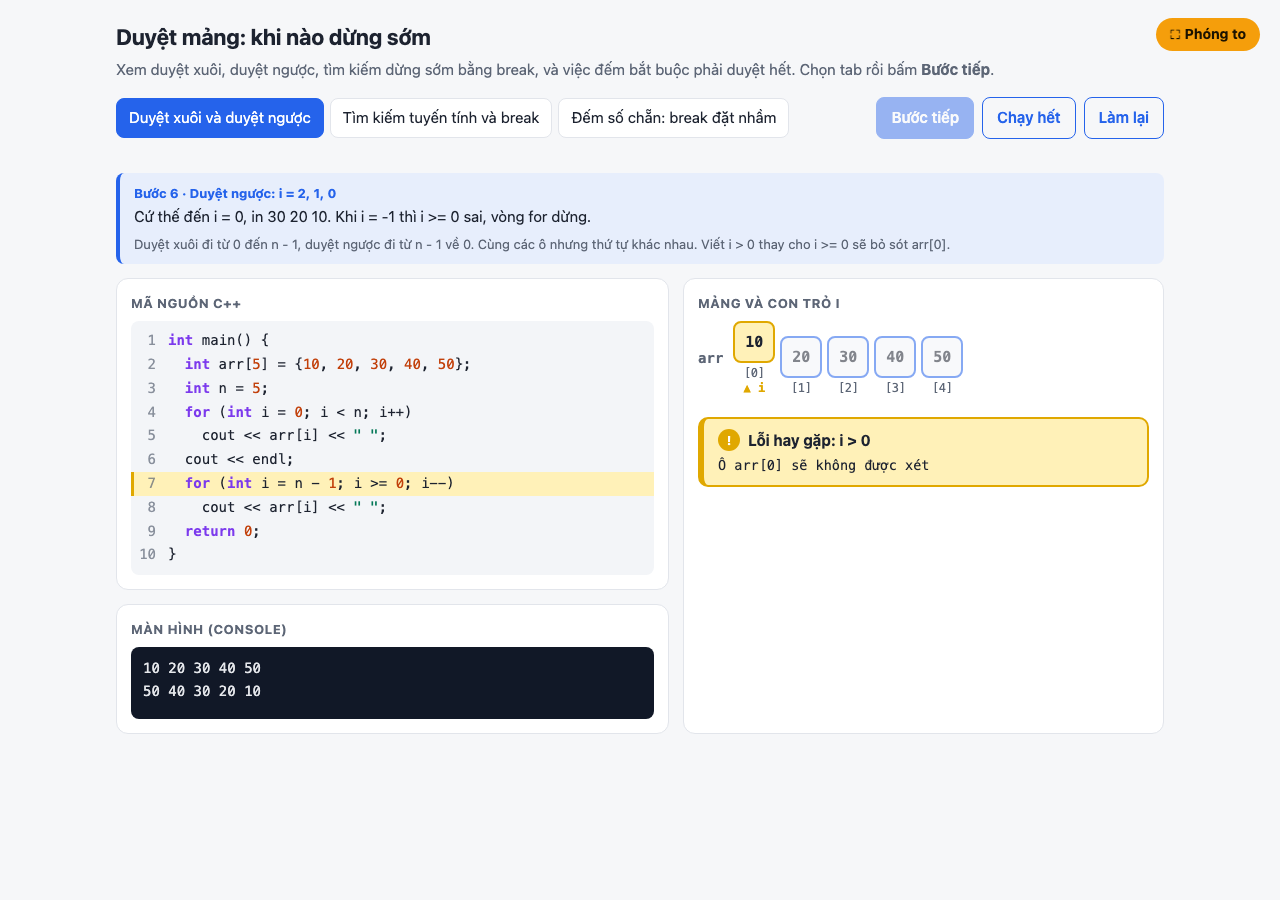 Duyệt mảng: khi nào dừng sớm
⛶ Phóng to
Xem duyệt xuôi, duyệt ngược, tìm kiếm dừng sớm bằng break, và việc đếm bắt buộc phải duyệt hết. Chọn tab rồi bấm Bước tiếp.
Duyệt xuôi và duyệt ngược
Tìm kiếm tuyến tính và break
Đếm số chẵn: break đặt nhầm
Bước tiếp
Chạy hết
Làm lại
Bước 6 · Duyệt ngược: i = 2, 1, 0
Cứ thế đến i = 0, in 30 20 10. Khi i = -1 thì i >= 0 sai, vòng for dừng.
Duyệt xuôi đi từ 0 đến n - 1, duyệt ngược đi từ n - 1 về 0. Cùng các ô nhưng thứ tự khác nhau. Viết i > 0 thay cho i >= 0 sẽ bỏ sót arr[0].
MÃ NGUỒN C++
1 int main() {
2   int arr[5] = {10, 20, 30, 40, 50};
3   int n = 5;
4   for (int i = 0; i < n; i++)
5     cout << arr[i] << " ";
6   cout << endl;
7   for (int i = n - 1; i >= 0; i--)
8     cout << arr[i] << " ";
9   return 0;
10 }
MÀN HÌNH (CONSOLE)
10 20 30 40 50
50 40 30 20 10
MẢNG VÀ CON TRỎ I
arr 10 20 30 40 50
[0] [1] [2] [3] [4]
▲ i
! Lỗi hay gặp: i > 0
Ô arr[0] sẽ không được xét